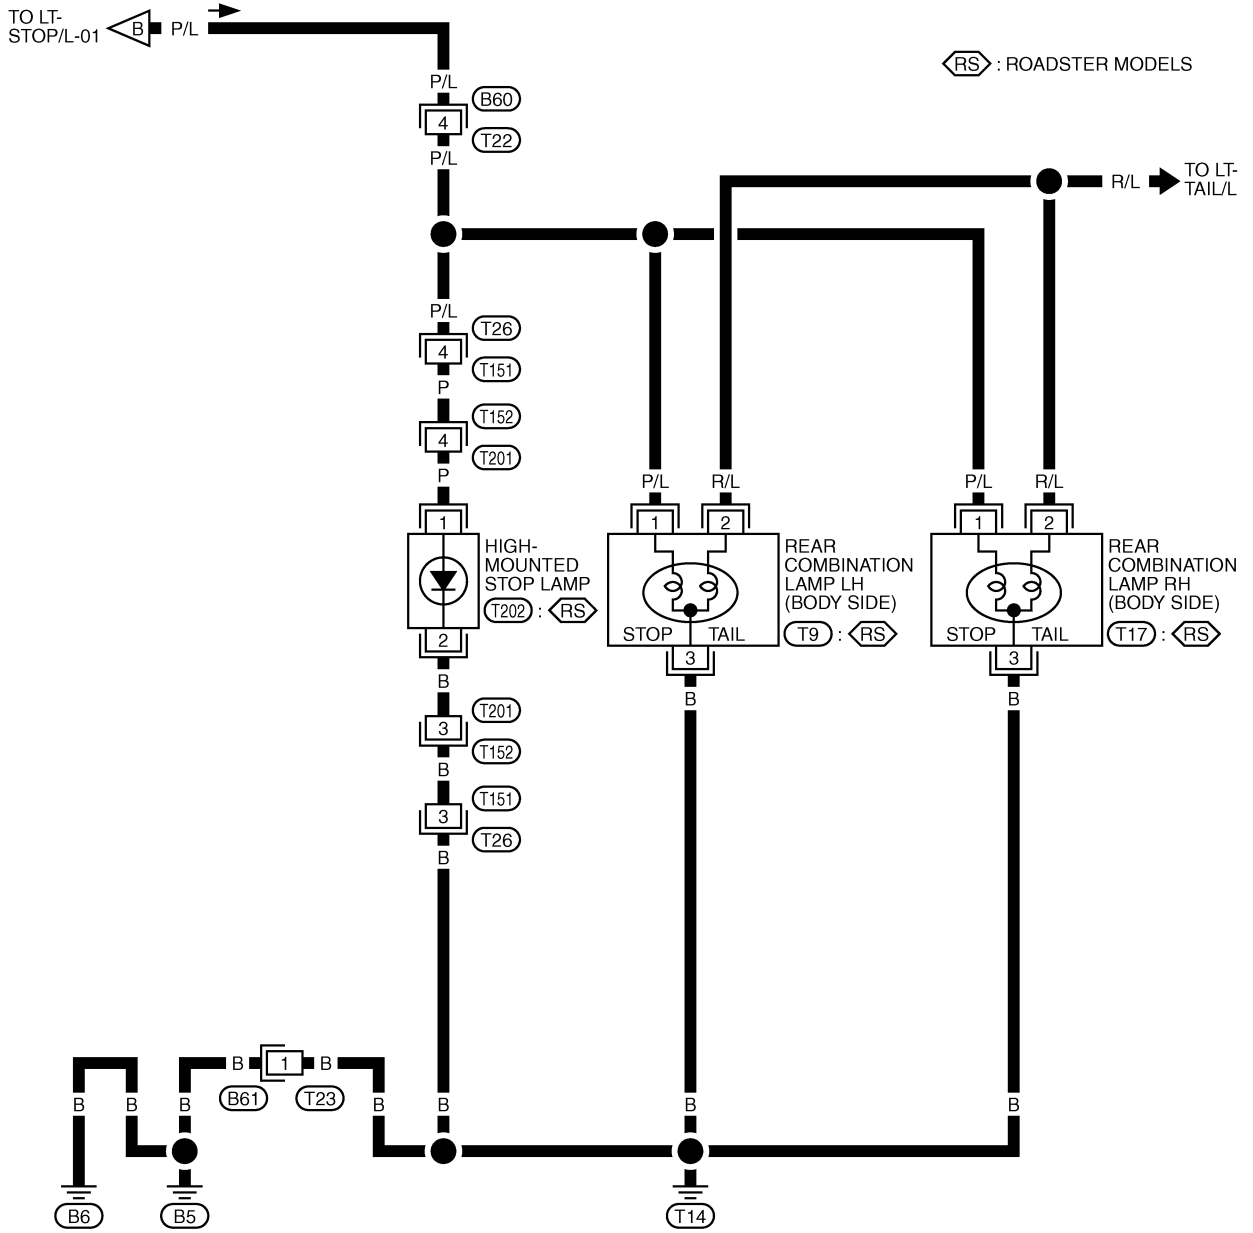 TO LT-
STOP/L-01
B
P/L
RS : ROADSTER MODELS
P/L
B60
4
T22
P/L
R/L
TO LT-
TAIL/L
P/L
T26
4
T151
P
T152
4
T201
P
P/L
R/L
P/L
R/L
1
1
2
1
2
HIGH-
MOUNTED
STOP LAMP
T202 : RS
REAR
COMBINATION
LAMP LH
(BODY SIDE)
T9 : RS
REAR
COMBINATION
LAMP RH
(BODY SIDE)
T17 : RS
STOP TAIL
STOP TAIL
2
3
3
B
B
B
T201
3
T152
B
T151
3
T26
B
B
1
B
B61
T23
B
B
B
B
B
B
B
B6
B5
T14